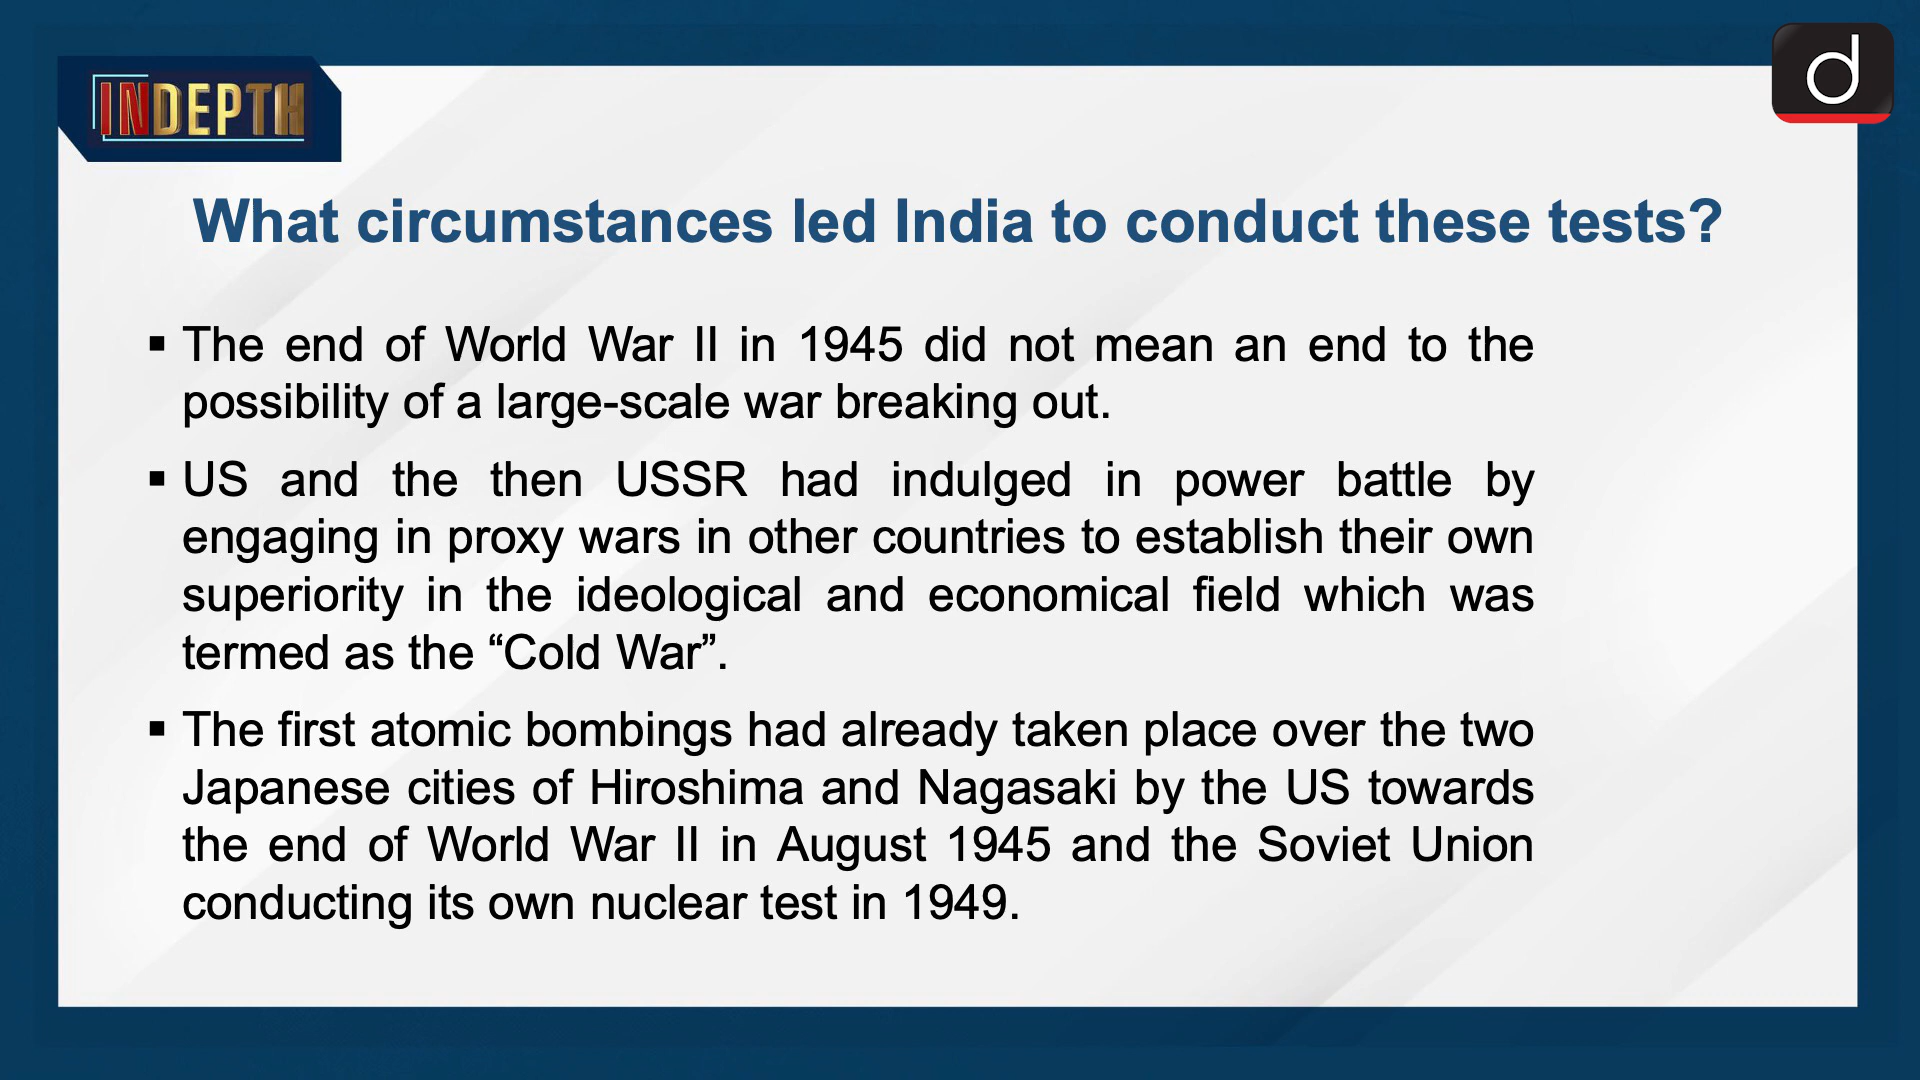 INDEPTH
d
What circumstances led India to conduct these tests?
▪ The end of World War II in 1945 did not mean an end to the
possibility of a large-scale war breaking out.
▪ US and the then USSR had indulged in power battle by
engaging in proxy wars in other countries to establish their own
superiority in the ideological and economical field which was
termed as the “Cold War”.
▪ The first atomic bombings had already taken place over the two
Japanese cities of Hiroshima and Nagasaki by the US towards
the end of World War II in August 1945 and the Soviet Union
conducting its own nuclear test in 1949.